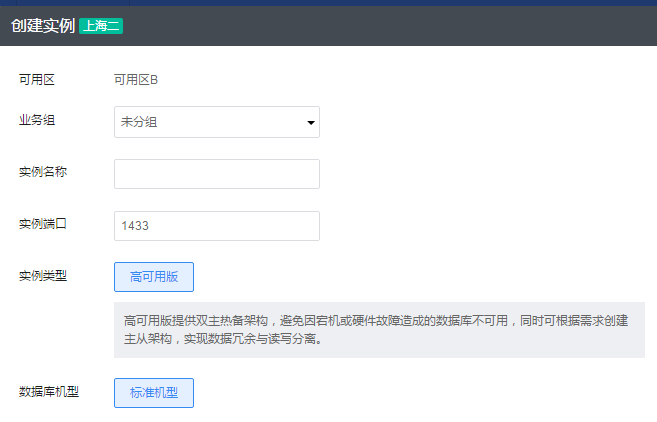 创建实例 上海二
可用区 可用区B
业务组 未分组
实例名称
实例端口 1433
实例类型 高可用版
高可用版提供双主热备架构，避免因宕机或硬件故障造成的数据库不可用，同时可根据需求创建
主从架构，实现数据冗余与读写分离。
数据库机型 标准机型